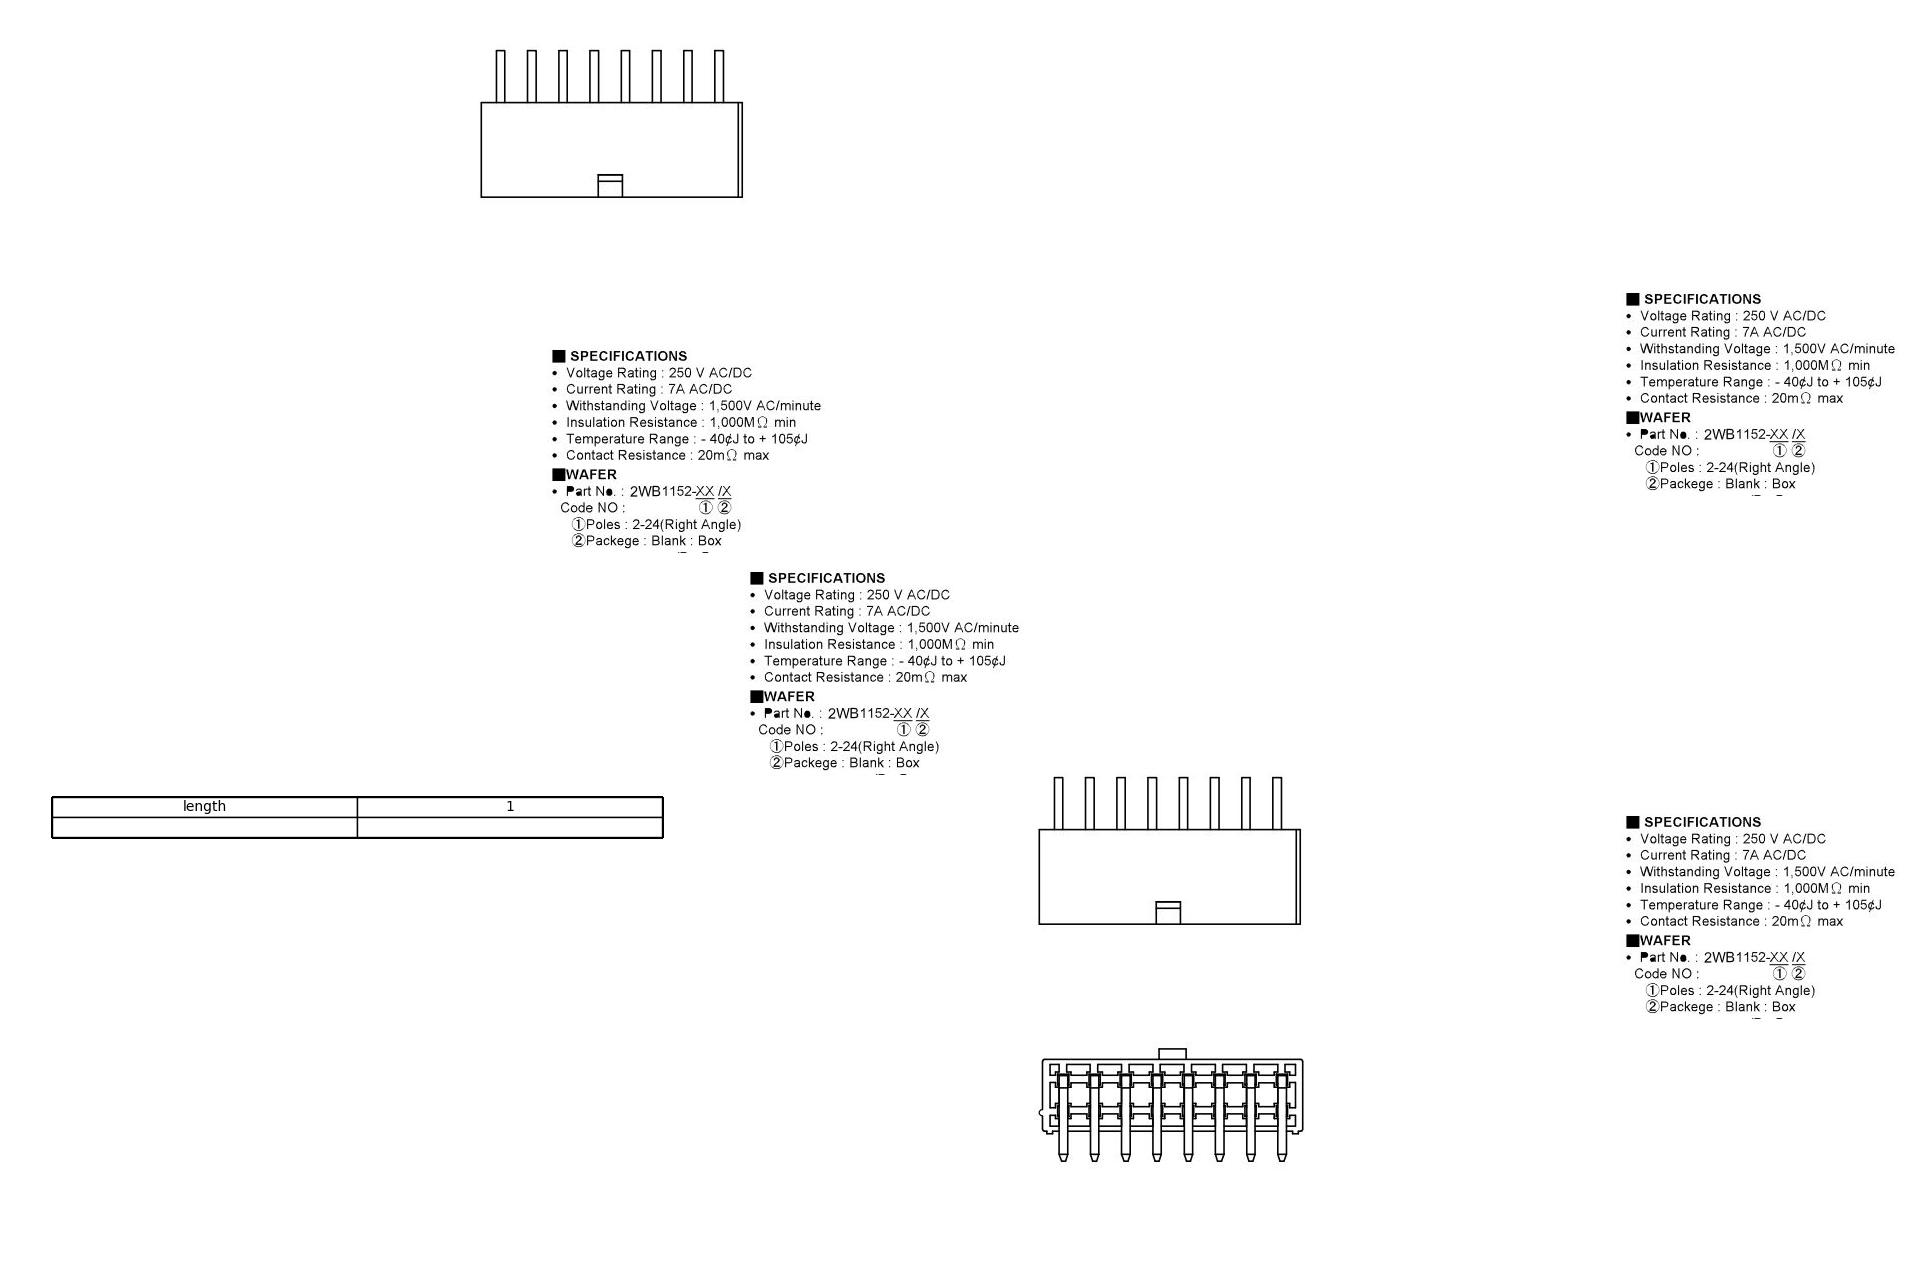 ■ SPECIFICATIONS
• Voltage Rating : 250 V AC/DC
• Current Rating : 7A AC/DC
• Withstanding Voltage : 1,500V AC/minute
• Insulation Resistance : 1,000MΩ min
• Temperature Range : - 40¢J to + 105¢J
• Contact Resistance : 20mΩ max
■WAFER
• Part No. : 2WB1152-XX /X
Code NO : ① ②
①Poles : 2-24(Right Angle)
②Packege : Blank : Box
■ SPECIFICATIONS
• Voltage Rating : 250 V AC/DC
• Current Rating : 7A AC/DC
• Withstanding Voltage : 1,500V AC/minute
• Insulation Resistance : 1,000MΩ min
• Temperature Range : - 40¢J to + 105¢J
• Contact Resistance : 20mΩ max
■WAFER
• Part No. : 2WB1152-XX /X
Code NO : ① ②
①Poles : 2-24(Right Angle)
②Packege : Blank : Box
■ SPECIFICATIONS
• Voltage Rating : 250 V AC/DC
• Current Rating : 7A AC/DC
• Withstanding Voltage : 1,500V AC/minute
• Insulation Resistance : 1,000MΩ min
• Temperature Range : - 40¢J to + 105¢J
• Contact Resistance : 20mΩ max
■WAFER
• Part No. : 2WB1152-XX /X
Code NO : ① ②
①Poles : 2-24(Right Angle)
②Packege : Blank : Box
length 1
■ SPECIFICATIONS
• Voltage Rating : 250 V AC/DC
• Current Rating : 7A AC/DC
• Withstanding Voltage : 1,500V AC/minute
• Insulation Resistance : 1,000MΩ min
• Temperature Range : - 40¢J to + 105¢J
• Contact Resistance : 20mΩ max
■WAFER
• Part No. : 2WB1152-XX /X
Code NO : ① ②
①Poles : 2-24(Right Angle)
②Packege : Blank : Box